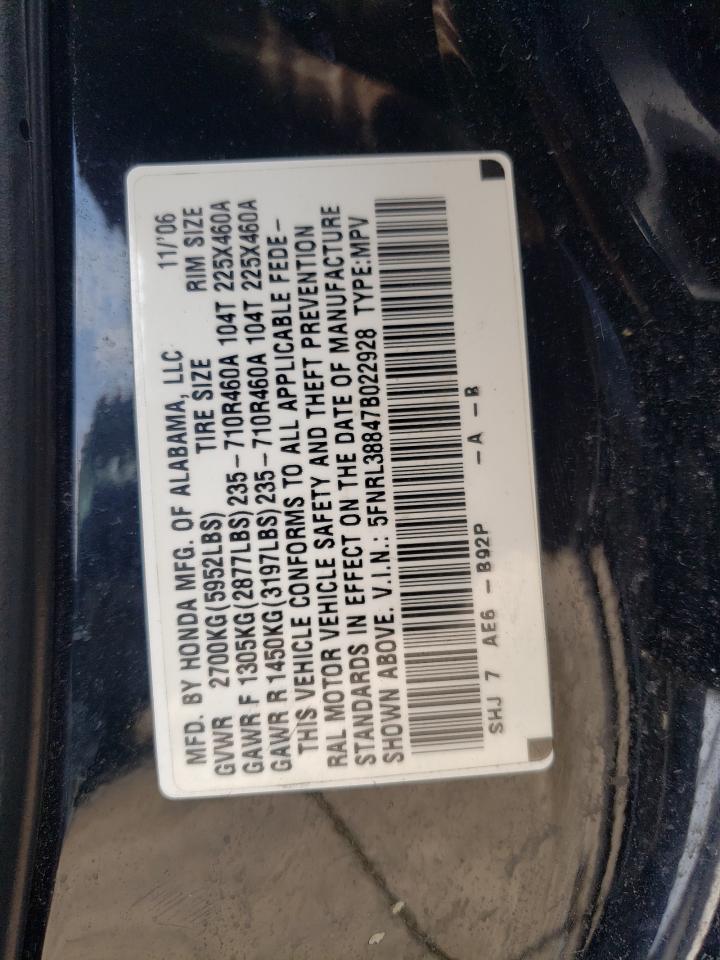 MFD. BY HONDA MFG. OF ALABAMA, LLC 11/'06
GVWR 2700KG(5952LBS) TIRE SIZE RIM SIZE
GAWR F 1305KG(2877LBS)235-710R460A 104T 225X460A
GAWR R 1450KG(3197LBS)235-710R460A 104T 225X460A
THIS VEHICLE CONFORMS TO ALL APPLICABLE FEDE-
RAL MOTOR VEHICLE SAFETY AND THEFT PREVENTION
STANDARDS IN EFFECT ON THE DATE OF MANUFACTURE
SHOWN ABOVE. V.I.N.: 5FNRL38847B022928 TYPE:MPV
SHJ 7 AE6 - B92P -A -B